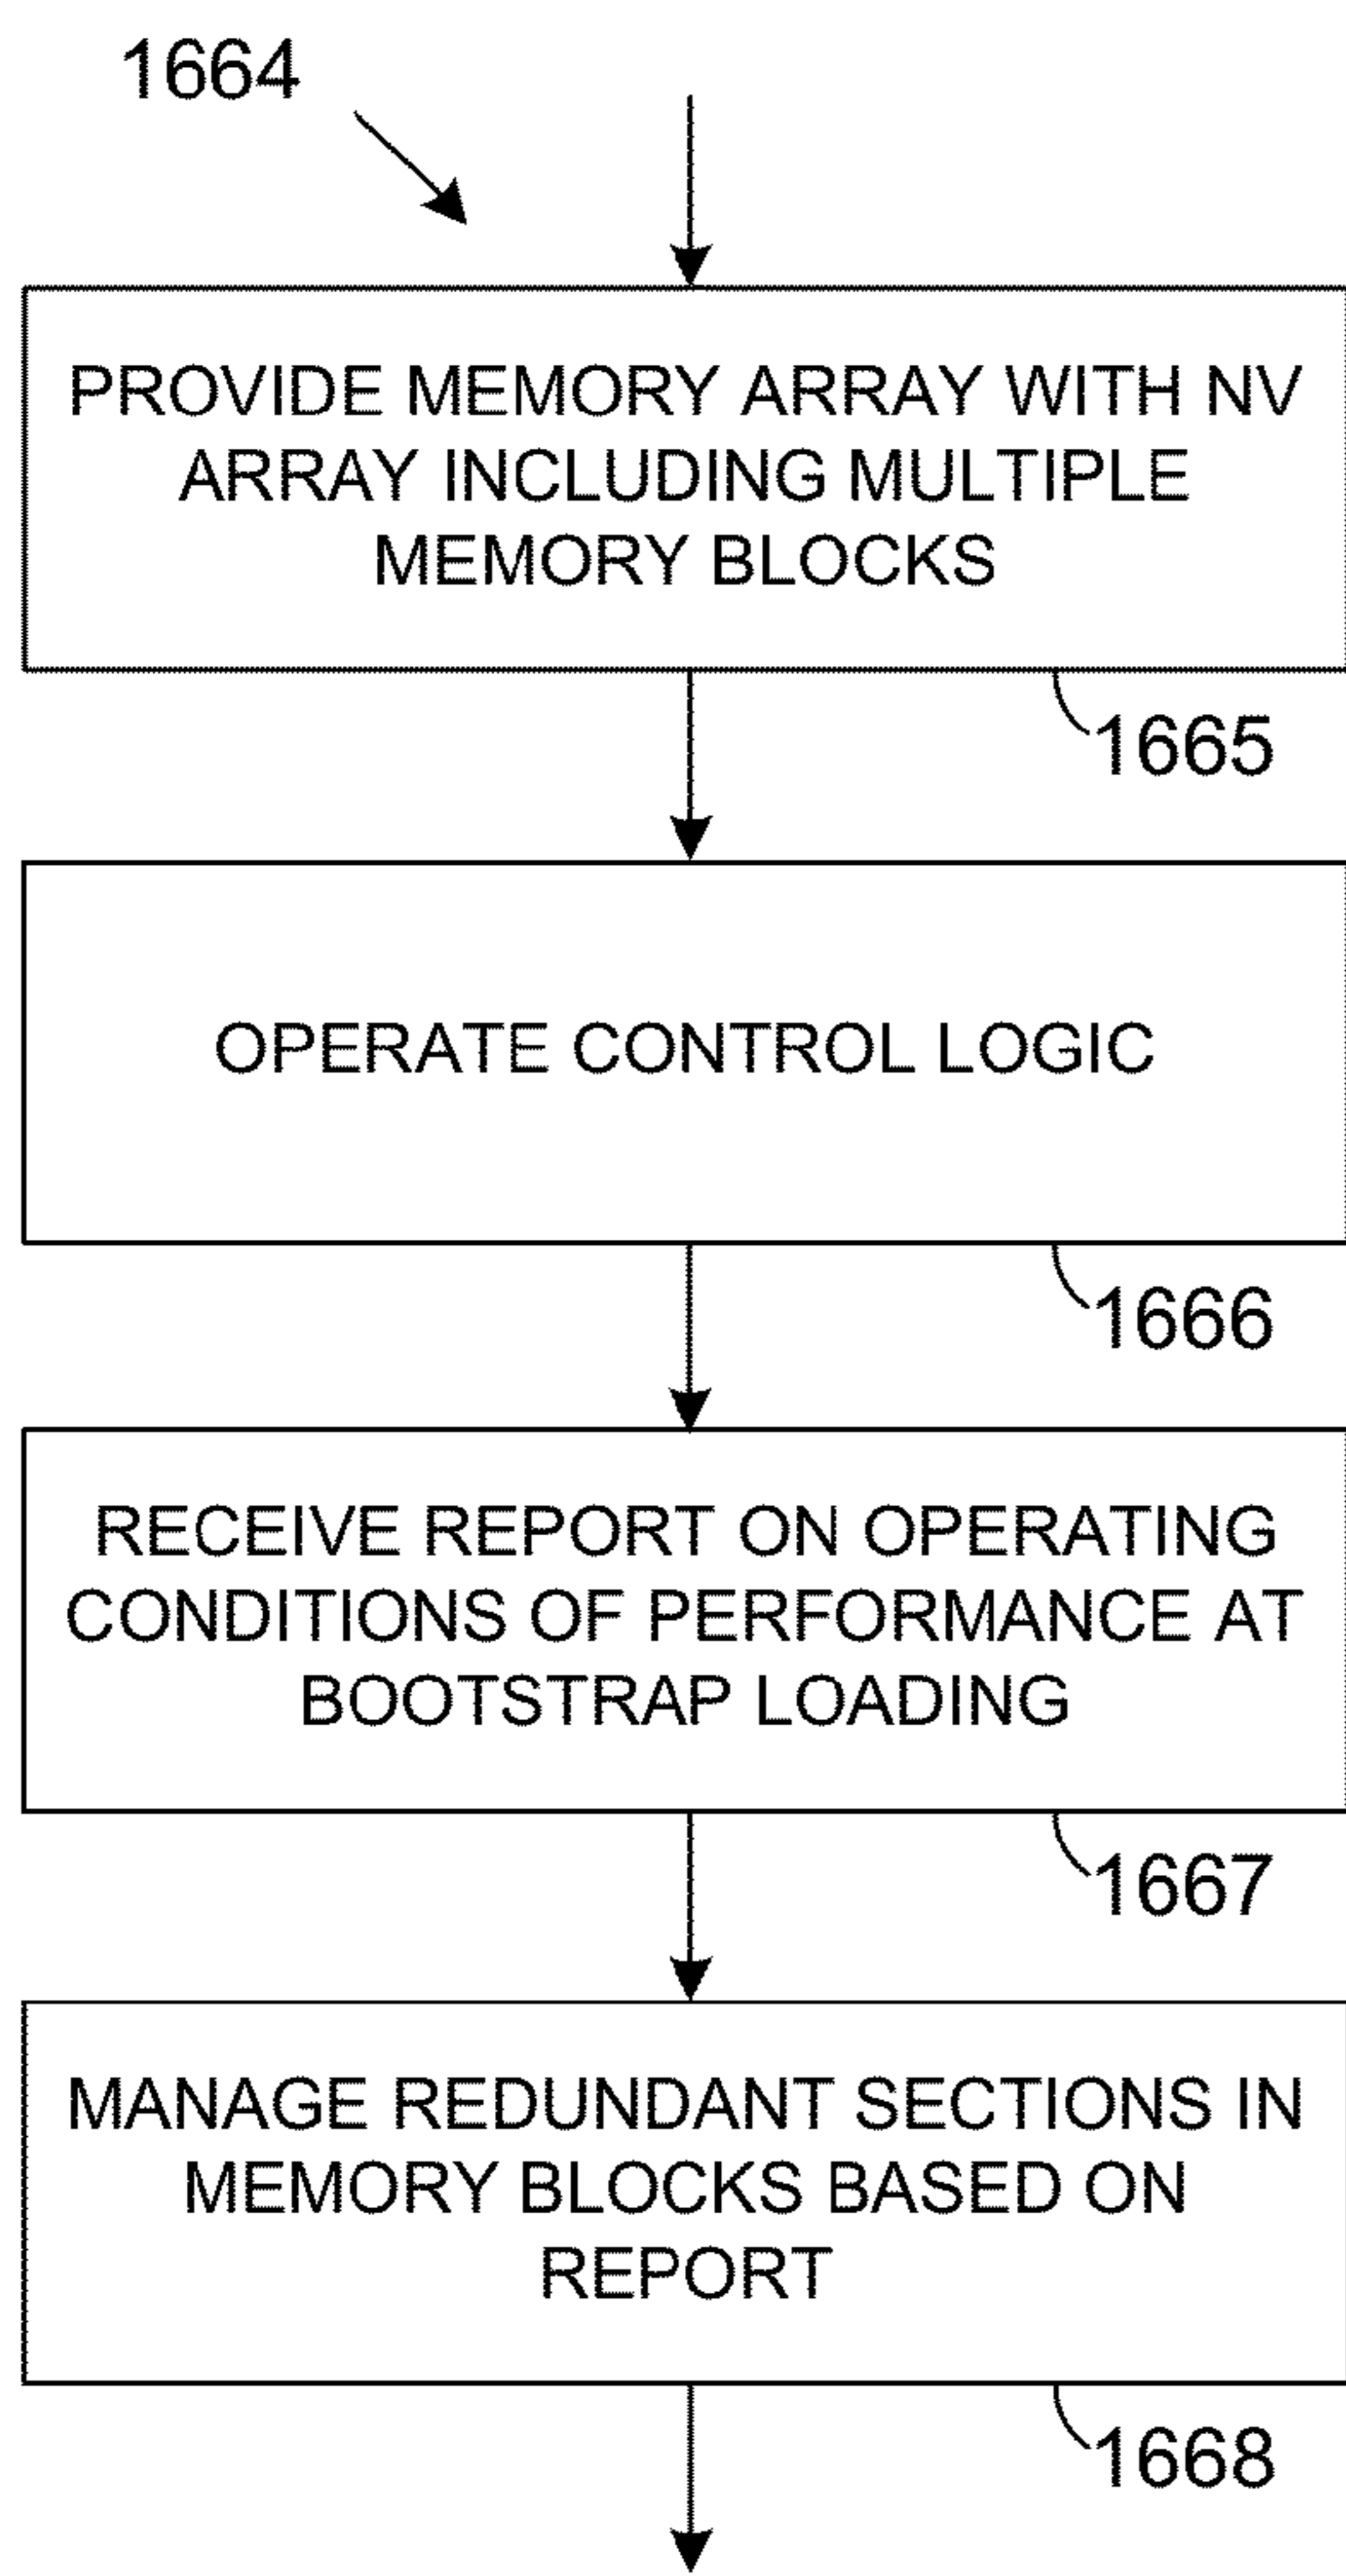 1664
PROVIDE MEMORY ARRAY WITH NV
ARRAY INCLUDING MULTIPLE
MEMORY BLOCKS
1665
OPERATE CONTROL LOGIC
1666
RECEIVE REPORT ON OPERATING
CONDITIONS OF PERFORMANCE AT
BOOTSTRAP LOADING
1667
MANAGE REDUNDANT SECTIONS IN
MEMORY BLOCKS BASED ON
REPORT
1668